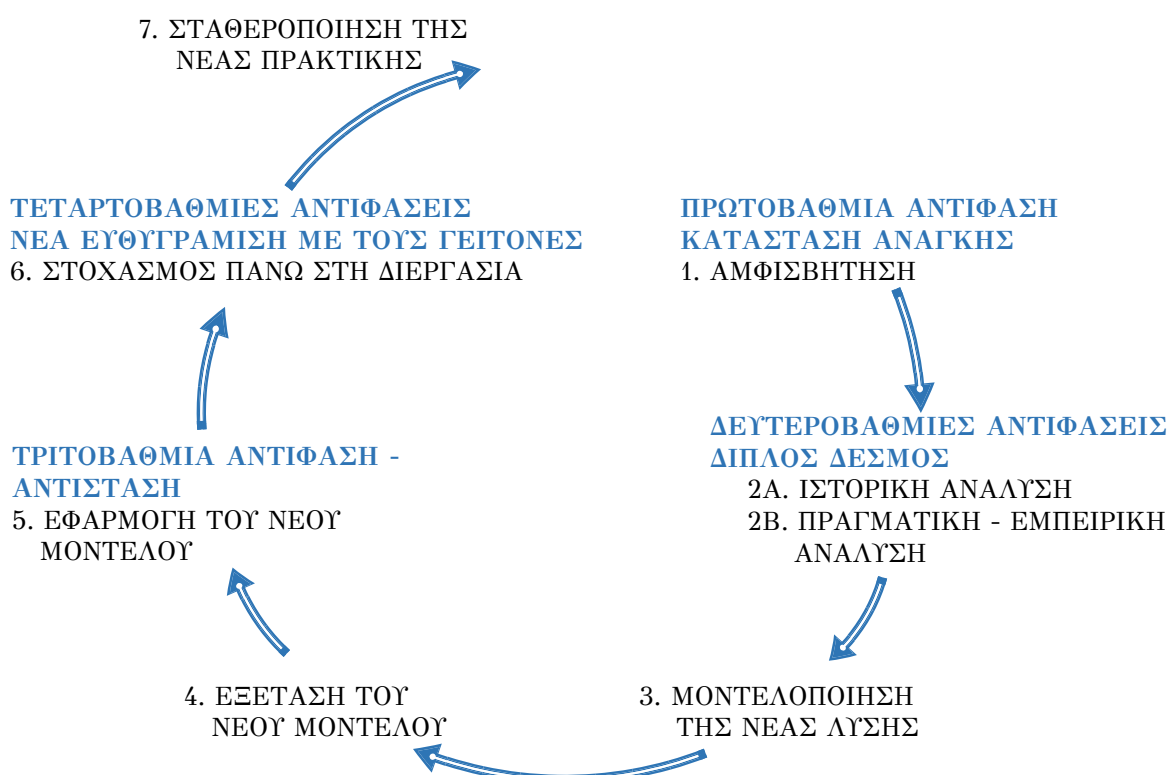 7. ΣΤΑΘΕΡΟΠΟΙΗΣΗ ΤΗΣ
ΝΕΑΣ ΠΡΑΚΤΙΚΗΣ
ΤΕΤΑΡΤΟΒΑΘΜΙΕΣ ΑΝΤΙΦΑΣΕΙΣ
ΝΕΑ ΕΥΘΥΓΡΑΜΙΣΗ ΜΕ ΤΟΥΣ ΓΕΙΤΟΝΕΣ
6. ΣΤΟΧΑΣΜΟΣ ΠΑΝΩ ΣΤΗ ΔΙΕΡΓΑΣΙΑ
ΠΡΩΤΟΒΑΘΜΙΑ ΑΝΤΙΦΑΣΗ
ΚΑΤΑΣΤΑΣΗ ΑΝΑΓΚΗΣ
1. ΑΜΦΙΣΒΗΤΗΣΗ
ΤΡΙΤΟΒΑΘΜΙΑ ΑΝΤΙΦΑΣΗ -
ΑΝΤΙΣΤΑΣΗ
5. ΕΦΑΡΜΟΓΗ ΤΟΥ ΝΕΟΥ
ΜΟΝΤΕΛΟΥ
ΔΕΥΤΕΡΟΒΑΘΜΙΕΣ ΑΝΤΙΦΑΣΕΙΣ
ΔΙΠΛΟΣ ΔΕΣΜΟΣ
2Α. ΙΣΤΟΡΙΚΗ ΑΝΑΛΥΣΗ
2Β. ΠΡΑΓΜΑΤΙΚΗ - ΕΜΠΕΙΡΙΚΗ
ΑΝΑΛΥΣΗ
4. ΕΞΕΤΑΣΗ ΤΟΥ
ΝΕΟΥ ΜΟΝΤΕΛΟΥ
3. ΜΟΝΤΕΛΟΠΟΙΗΣΗ
ΤΗΣ ΝΕΑΣ ΛΥΣΗΣ